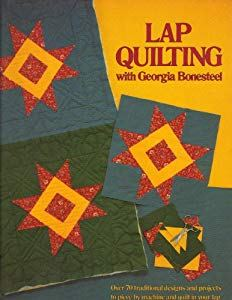 LAP
QUILTING
with Georgia Bonesteel
Over 70 traditional designs and projects
to piece by machine and quilt in your lap